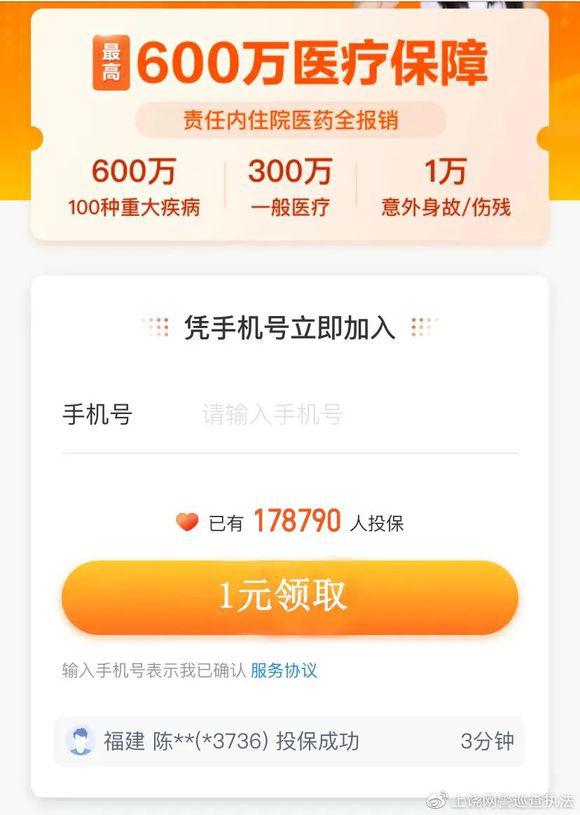 最高
600万医疗保障
责任内住院医药全报销
600万 300万 1万
100种重大疾病 一般医疗 意外身故/伤残
凭手机号立即加入
手机号 请输入手机号
已有 178790 人投保
1元领取
输入手机号表示我已确认 服务协议
福建 陈**(*3736) 投保成功 3分钟
上饶网警巡查执法